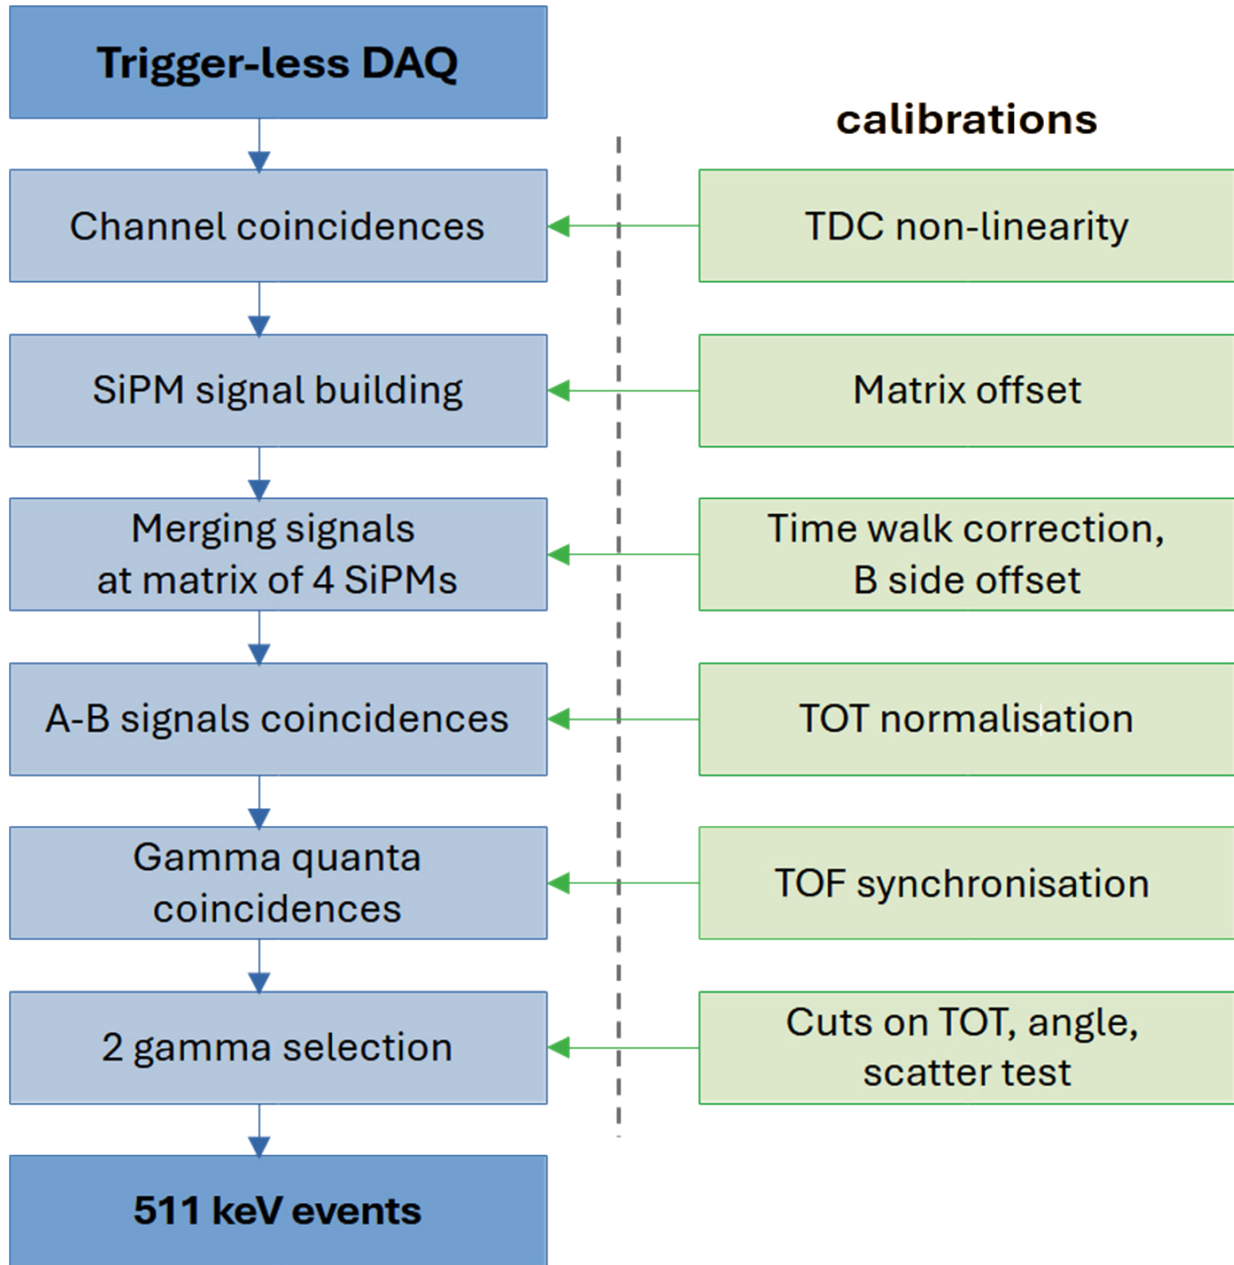 Trigger-less DAQ
calibrations
Channel coincidences
TDC non-linearity
SiPM signal building
Matrix offset
Merging signals
at matrix of 4 SiPMs
Time walk correction,
B side offset
A-B signals coincidences
TOT normalisation
Gamma quanta
coincidences
TOF synchronisation
2 gamma selection
Cuts on TOT, angle,
scatter test
511 keV events